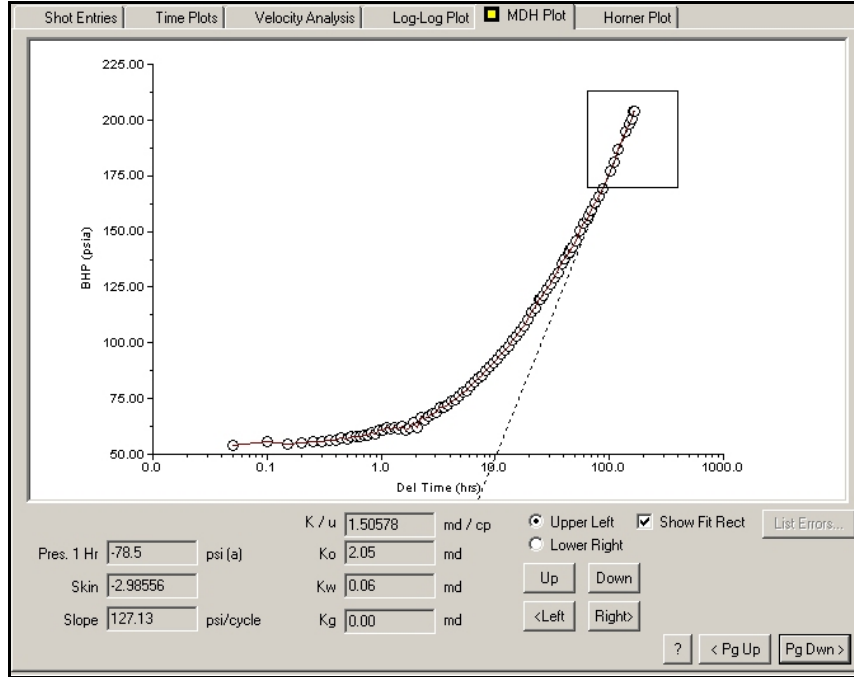 Shot Entries Time Plots Velocity Analysis Log-Log Plot MDH Plot Horner Plot
225.00
200.00
175.00
150.00
125.00
100.00
75.00
50.00
BHP (psia)
0.0 0.1 1.0 10.0 100.0 1000.0
Del Time (hrs)
Pres. 1 Hr -78.5 psi (a)
Skin -2.98556
Slope 127.13 psi/cycle
K / u 1.50578 md / cp
Ko 2.05 md
Kw 0.06 md
Kg 0.00 md
Upper Left Show Fit Rect List Errors...
Lower Right
Up Down
<Left Right>
? < Pg Up Pg Dwn >